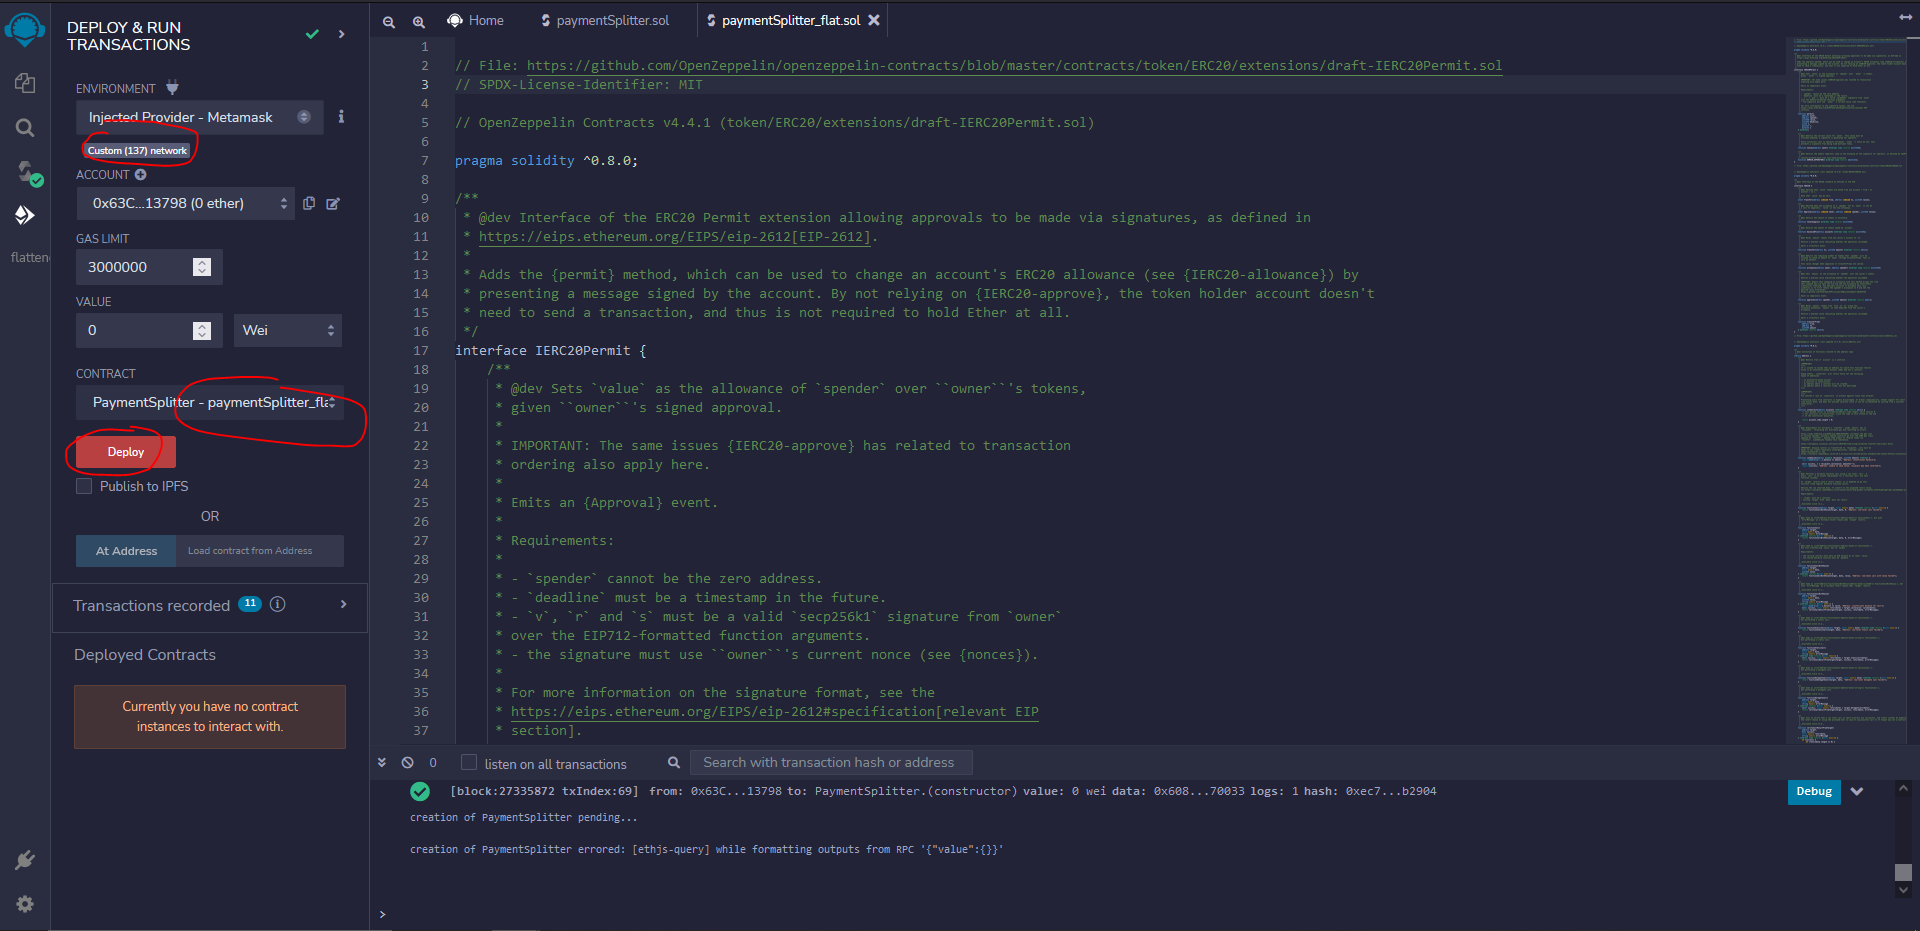 DEPLOY & RUN
TRANSACTIONS
ENVIRONMENT
Injected Provider - Metamask
Custom (137) network
ACCOUNT
0x63C...13798 (0 ether)
GAS LIMIT
3000000
VALUE
0
Wei
CONTRACT
PaymentSplitter - paymentSplitter_fla
Deploy
Publish to IPFS
OR
At Address
Load contract from Address
Transactions recorded 11
Deployed Contracts
Currently you have no contract
instances to interact with.
flatten
Home
paymentSplitter.sol
paymentSplitter_flat.sol
1
2 // File: https://github.com/OpenZeppelin/openzeppelin-contracts/blob/master/contracts/token/ERC20/extensions/draft-IERC20Permit.sol
3 // SPDX-License-Identifier: MIT
4
5 // OpenZeppelin Contracts v4.4.1 (token/ERC20/extensions/draft-IERC20Permit.sol)
6
7 pragma solidity ^0.8.0;
8
9 /**
10 * @dev Interface of the ERC20 Permit extension allowing approvals to be made via signatures, as defined in
11 * https://eips.ethereum.org/EIPS/eip-2612[EIP-2612].
12 *
13 * Adds the {permit} method, which can be used to change an account's ERC20 allowance (see {IERC20-allowance}) by
14 * presenting a message signed by the account. By not relying on {IERC20-approve}, the token holder account doesn't
15 * need to send a transaction, and thus is not required to hold Ether at all.
16 */
17 interface IERC20Permit {
18 /**
19 * @dev Sets `value` as the allowance of `spender` over ``owner``'s tokens,
20 * given ``owner``'s signed approval.
21 *
22 * IMPORTANT: The same issues {IERC20-approve} has related to transaction
23 * ordering also apply here.
24 *
25 * Emits an {Approval} event.
26 *
27 * Requirements:
28 *
29 * - `spender` cannot be the zero address.
30 * - `deadline` must be a timestamp in the future.
31 * - `v`, `r` and `s` must be a valid `secp256k1` signature from `owner`
32 * over the EIP712-formatted function arguments.
33 * - the signature must use ``owner``'s current nonce (see {nonces}).
34 *
35 * For more information on the signature format, see the
36 * https://eips.ethereum.org/EIPS/eip-2612#specification[relevant EIP
37 * section].
0
listen on all transactions
Search with transaction hash or address
[block:27335872 txIndex:69] from: 0x63C...13798 to: PaymentSplitter.(constructor) value: 0 wei data: 0x608...70033 logs: 1 hash: 0xec7...b2904
Debug
creation of PaymentSplitter pending...
creation of PaymentSplitter errored: [ethjs-query] while formatting outputs from RPC '{"value":{}}'
>